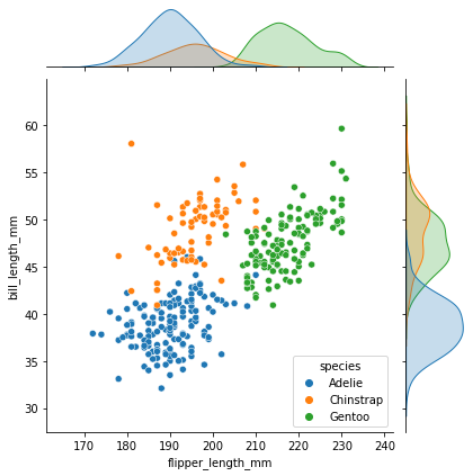 60
55
50
45
40
35
30
bill_length_mm
species
Adelie
Chinstrap
Gentoo
170 180 190 200 210 220 230 240
flipper_length_mm